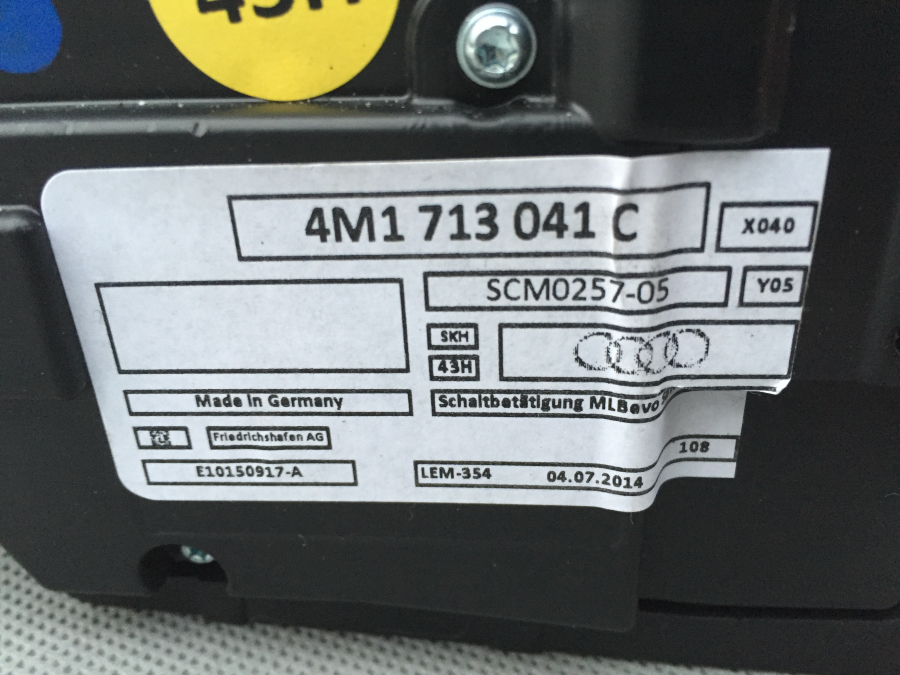 43H
4M1 713 041 C
X040
SCM0257-05
Y05
SKH
43H
Made in Germany
Schaltbetätigung MLBevo
Friedrichshafen AG
108
E10150917-A
LEM-354 04.07.2014